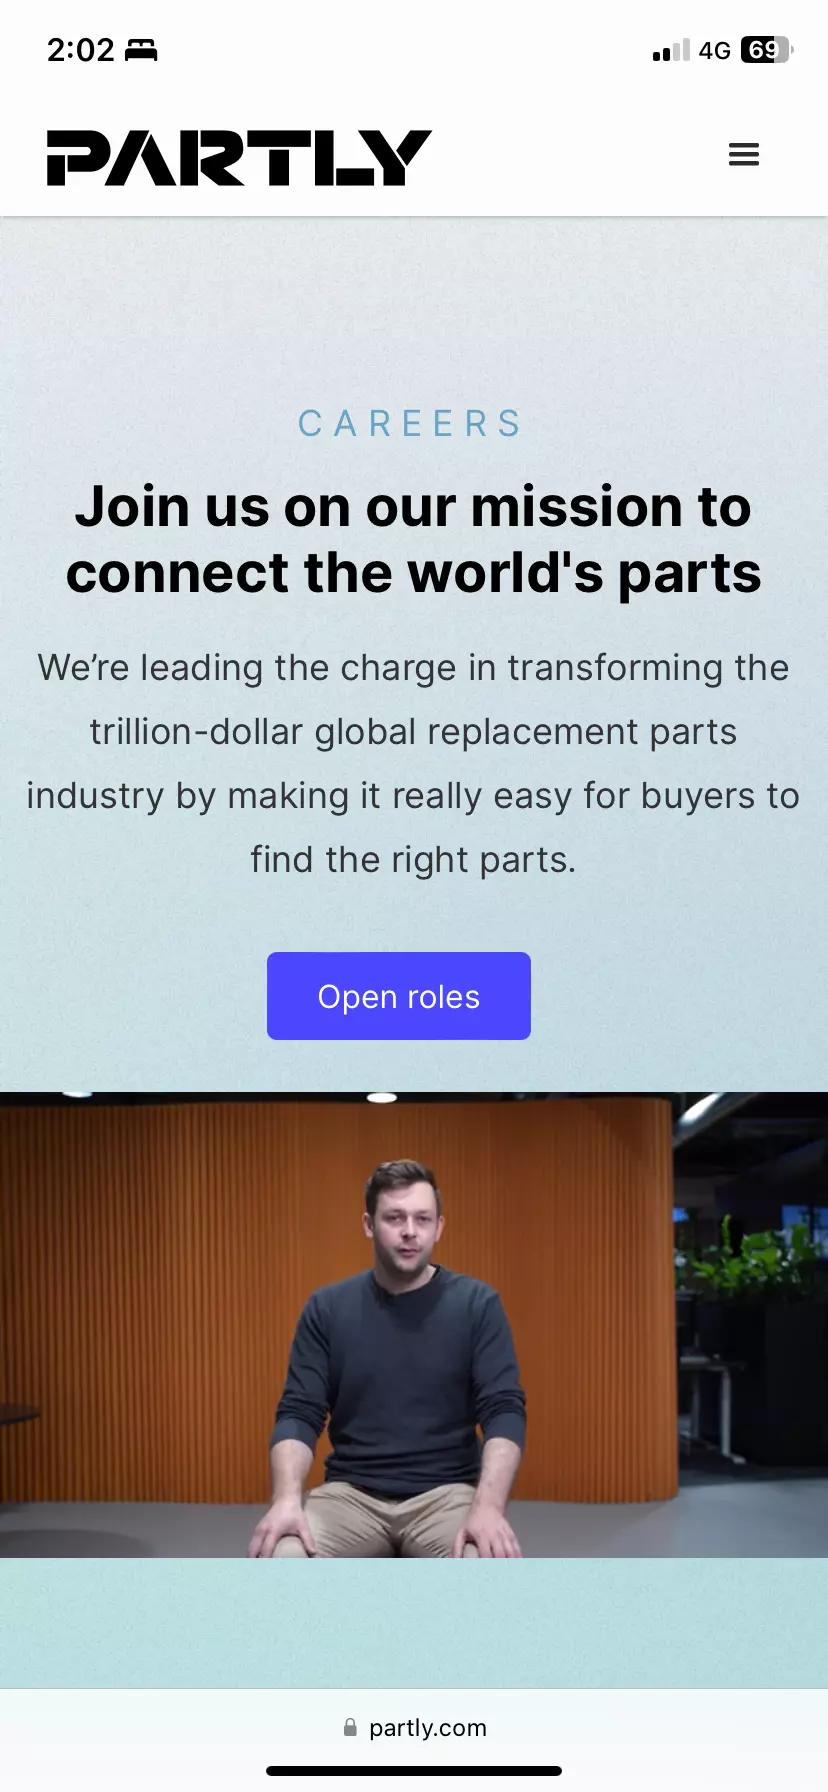 2:02
4G
69
PARTLY
CAREERS
Join us on our mission to
connect the world's parts
We’re leading the charge in transforming the
trillion-dollar global replacement parts
industry by making it really easy for buyers to
find the right parts.
Open roles
partly.com